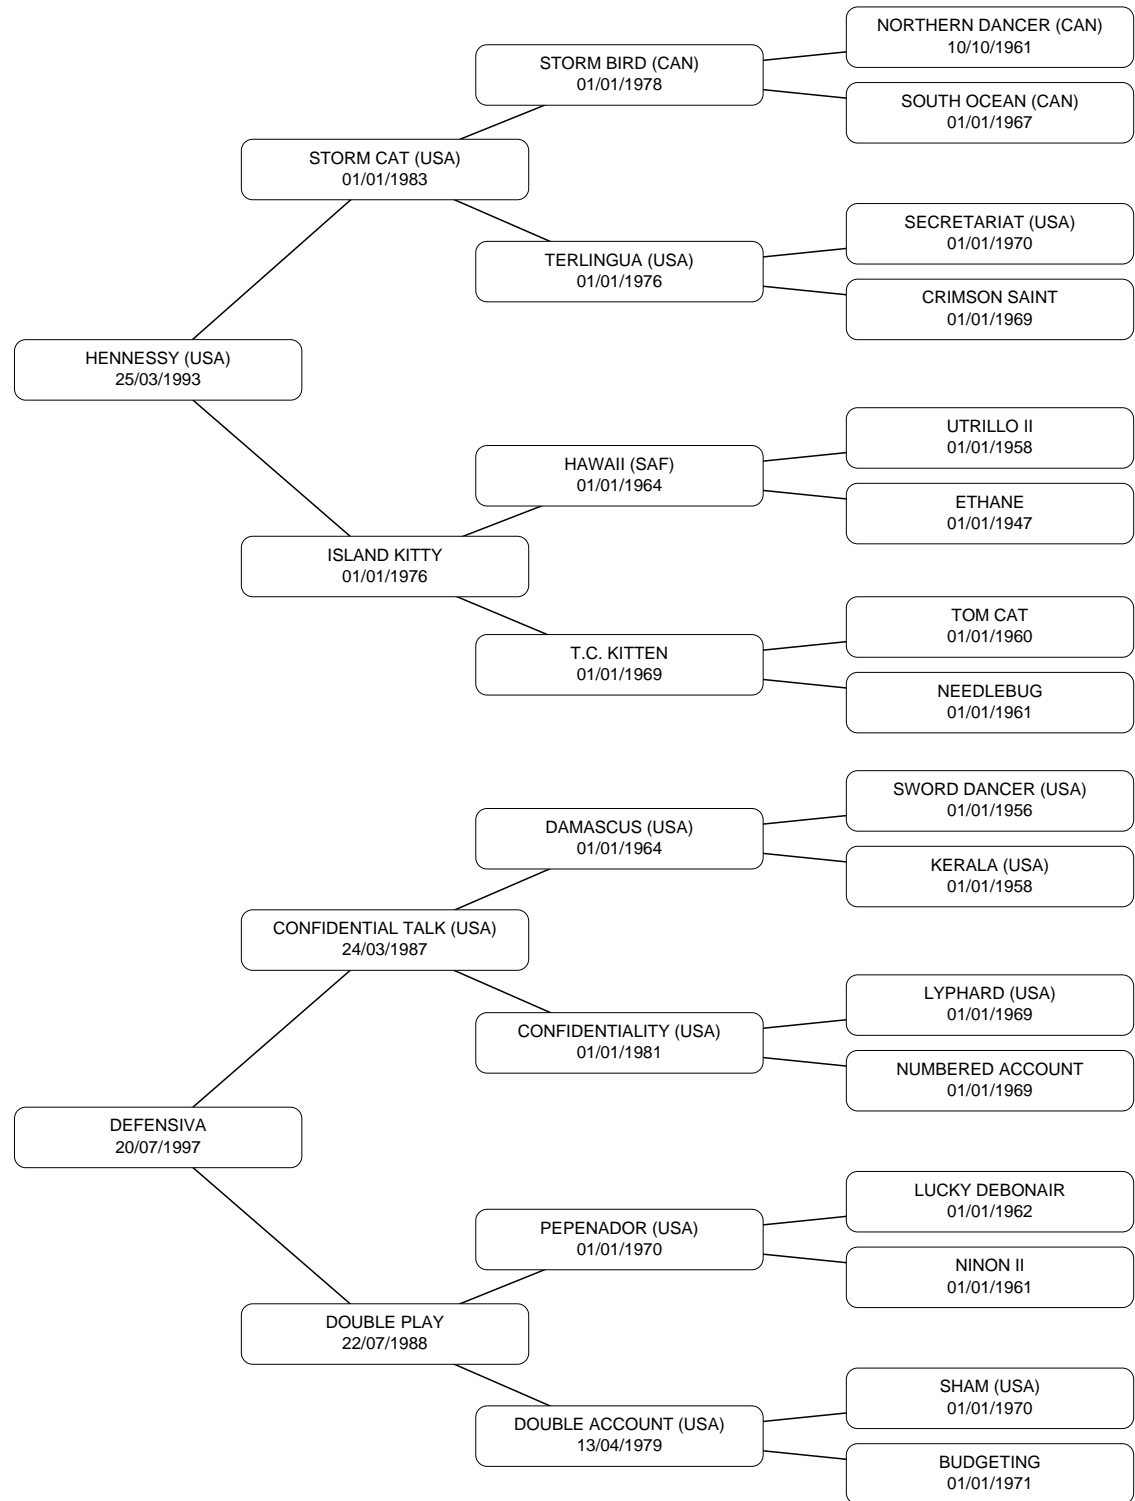 NORTHERN DANCER (CAN)
10/10/1961
STORM BIRD (CAN)
01/01/1978
SOUTH OCEAN (CAN)
01/01/1967
STORM CAT (USA)
01/01/1983
SECRETARIAT (USA)
01/01/1970
TERLINGUA (USA)
01/01/1976
CRIMSON SAINT
01/01/1969
HENNESSY (USA)
25/03/1993
UTRILLO II
01/01/1958
HAWAII (SAF)
01/01/1964
ETHANE
01/01/1947
ISLAND KITTY
01/01/1976
TOM CAT
01/01/1960
T.C. KITTEN
01/01/1969
NEEDLEBUG
01/01/1961
SWORD DANCER (USA)
01/01/1956
DAMASCUS (USA)
01/01/1964
KERALA (USA)
01/01/1958
CONFIDENTIAL TALK (USA)
24/03/1987
LYPHARD (USA)
01/01/1969
CONFIDENTIALITY (USA)
01/01/1981
NUMBERED ACCOUNT
01/01/1969
DEFENSIVA
20/07/1997
LUCKY DEBONAIR
01/01/1962
PEPENADOR (USA)
01/01/1970
NINON II
01/01/1961
DOUBLE PLAY
22/07/1988
SHAM (USA)
01/01/1970
DOUBLE ACCOUNT (USA)
13/04/1979
BUDGETING
01/01/1971